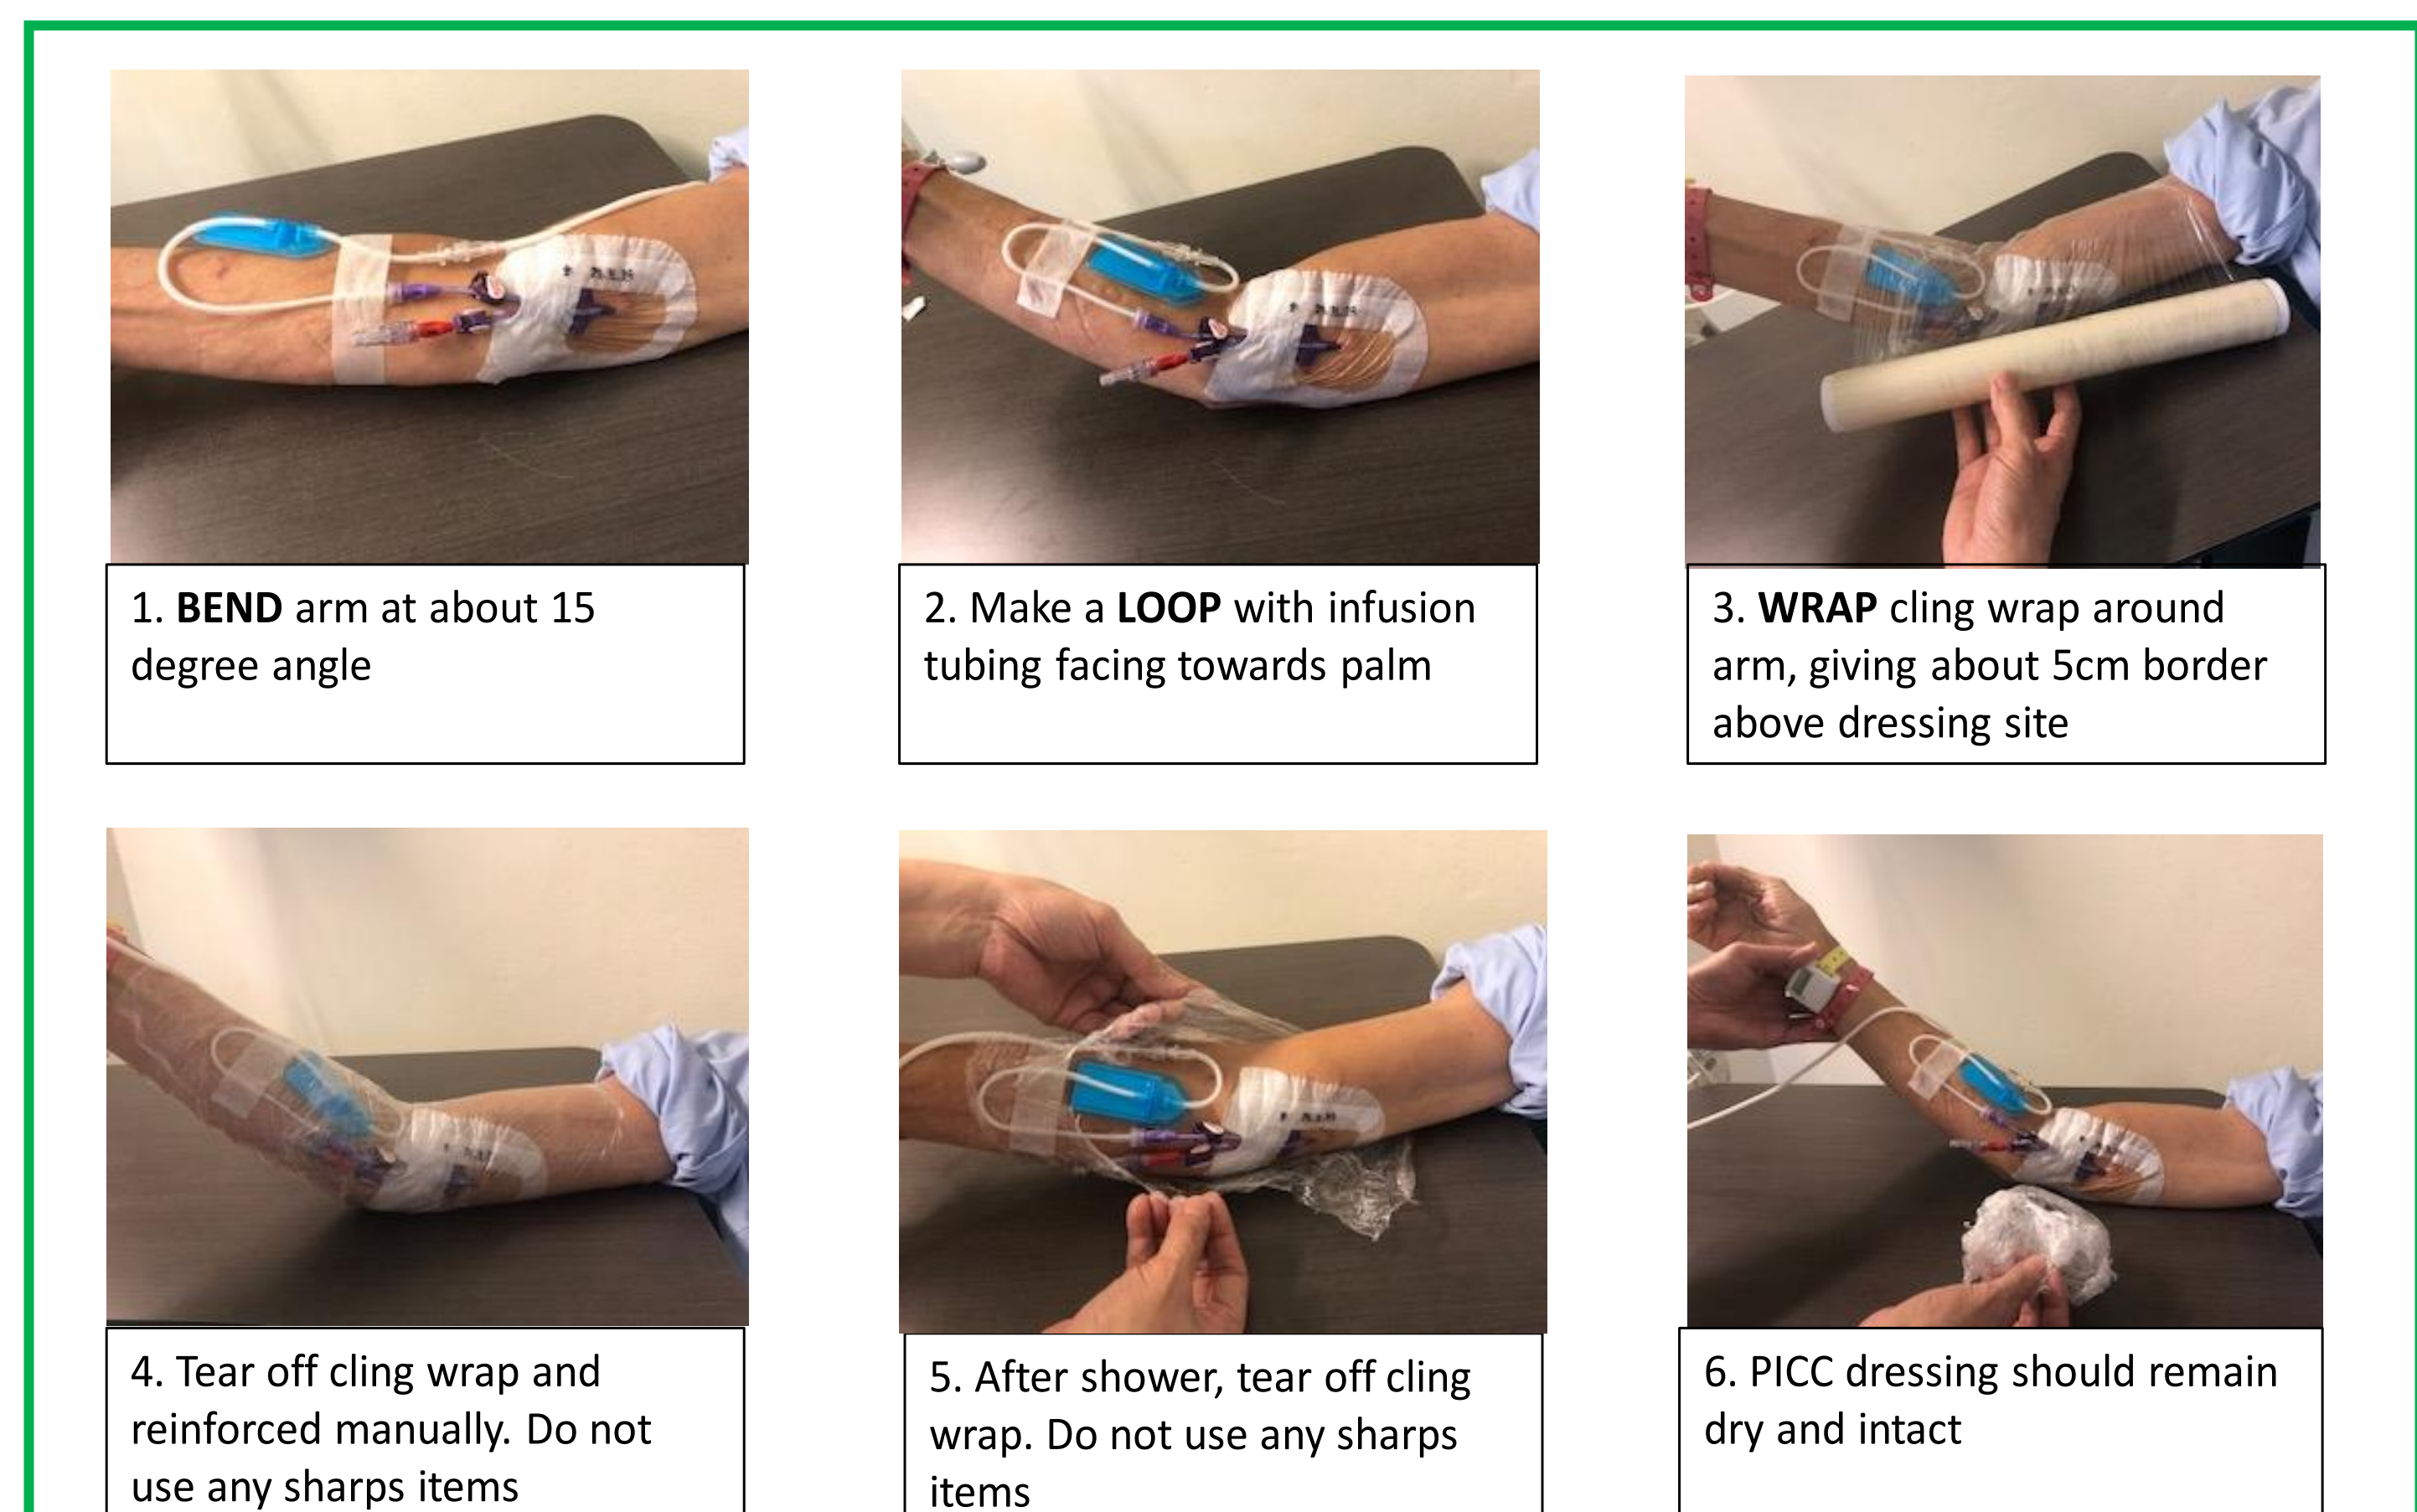 1. BEND arm at about 15
degree angle
2. Make a LOOP with infusion
tubing facing towards palm
3. WRAP cling wrap around
arm, giving about 5cm border
above dressing site
4. Tear off cling wrap and
reinforced manually. Do not
use any sharps items
5. After shower, tear off cling
wrap. Do not use any sharps
items
6. PICC dressing should remain
dry and intact